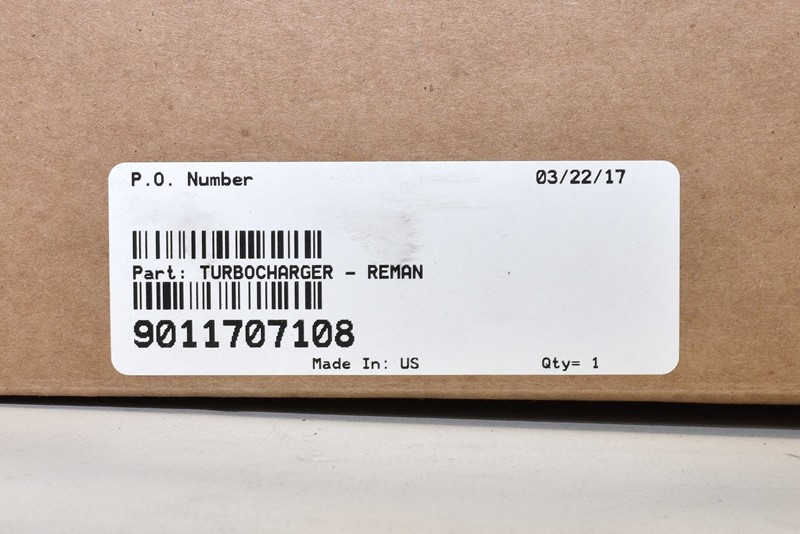 P.O. Number 03/22/17
Part: TURBOCHARGER - REMAN
9011707108
Made In: US Qty= 1